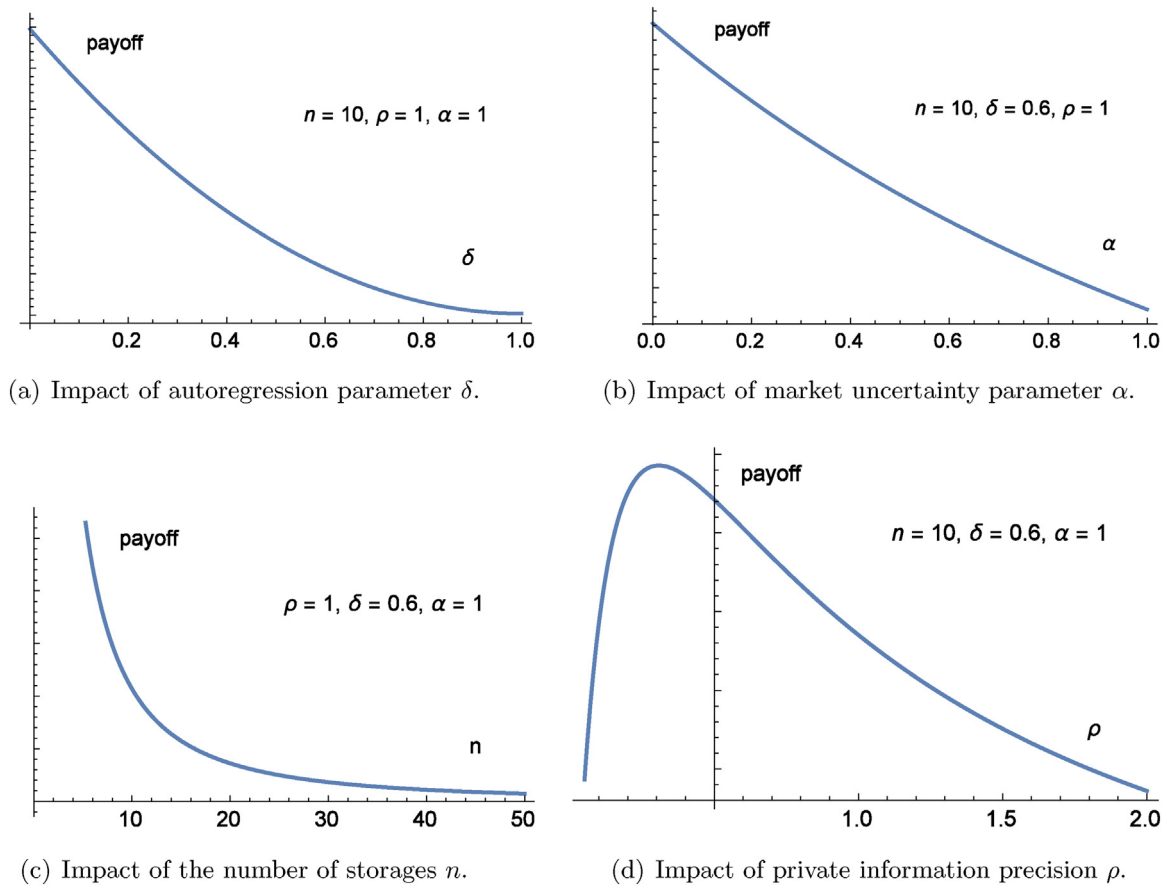 payoff
n = 10, ρ = 1, α = 1
δ
0.2 0.4 0.6 0.8 1.0
(a) Impact of autoregression parameter δ.
payoff
n = 10, δ = 0.6, ρ = 1
α
0.0 0.2 0.4 0.6 0.8 1.0
(b) Impact of market uncertainty parameter α.
payoff
ρ = 1, δ = 0.6, α = 1
n
10 20 30 40 50
(c) Impact of the number of storages n.
payoff
n = 10, δ = 0.6, α = 1
ρ
1.0 1.5 2.0
(d) Impact of private information precision ρ.